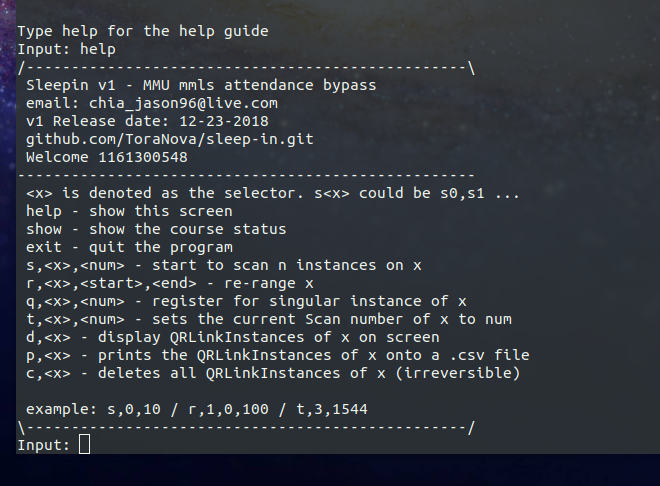 Type help for the help guide
Input: help
/-----------------------------------------------\
Sleepin v1 - MMU mmls attendance bypass
email: chia_jason96@live.com
v1 Release date: 12-23-2018
github.com/ToraNova/sleep-in.git
Welcome 1161300548
-------------------------------------------------
<x> is denoted as the selector. s<x> could be s0,s1 ...
help - show this screen
show - show the course status
exit - quit the program
s,<x>,<num> - start to scan n instances on x
r,<x>,<start>,<end> - re-range x
q,<x>,<num> - register for singular instance of x
t,<x>,<num> - sets the current Scan number of x to num
d,<x> - display QRLinkInstances of x on screen
p,<x> - prints the QRLinkInstances of x onto a .csv file
c,<x> - deletes all QRLinkInstances of x (irreversible)
example: s,0,10 / r,1,0,100 / t,3,1544
\-----------------------------------------------/
Input: